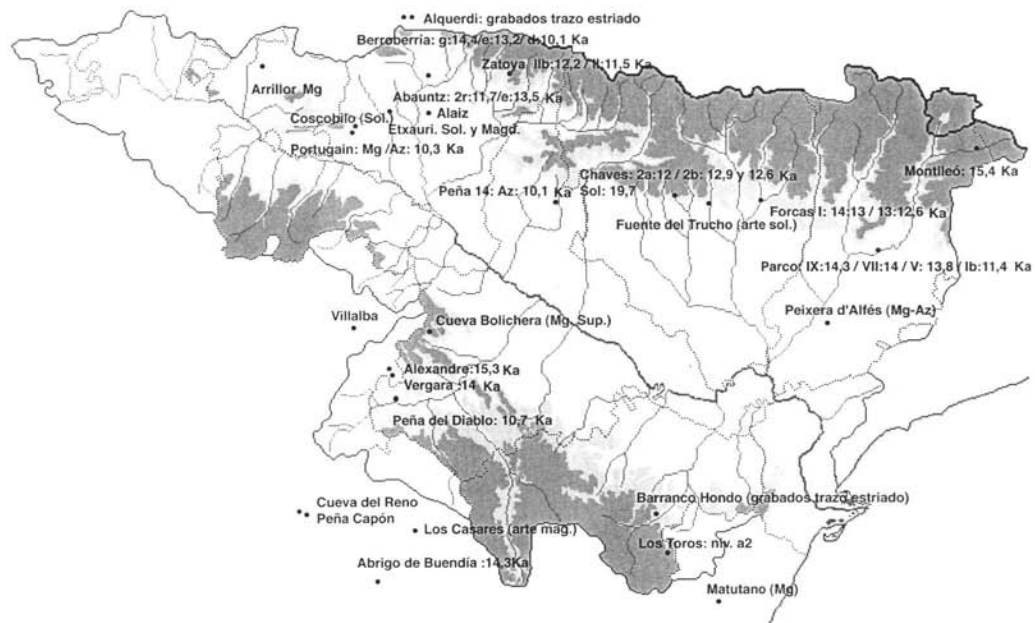 Alquerdi: grabados trazo estriado
Berroberría: g:14,4/e:13,2/ d:10,1 Ka
Zatoya IIb:12,2 / II:11,5 Ka
Arrillor Mg
Abauntz: 2r:11,7/e:13,5 Ka
Alaiz
Coscobilo (Sol.)
Etxauri. Sol. y Magd.
Portugain: Mg /Az: 10,3 Ka
Chaves: 2a:12 / 2b: 12,9 y 12,6 Ka
Sol: 19,7
Montlleó: 15,4 Ka
Peña 14: Az: 10,1 Ka
Forcas I: 14:13 / 13:12,6 Ka
Fuente del Trucho (arte sol.)
Parco: IX:14,3 / VII:14 / V: 13,8 / Ib:11,4 Ka
Villalba
Peixera d'Alfés (Mg-Az)
Cueva Bolichera (Mg. Sup.)
Alexandre:15,3 Ka
Vergara :14 Ka
Peña del Diablo: 10,7 Ka
Cueva del Reno
Peña Capón
Barranco Hondo (grabados trazo estriado)
Los Casares (arte mag.)
Los Toros: niv. a2
Abrigo de Buendía :14,3Ka
Matutano (Mg)